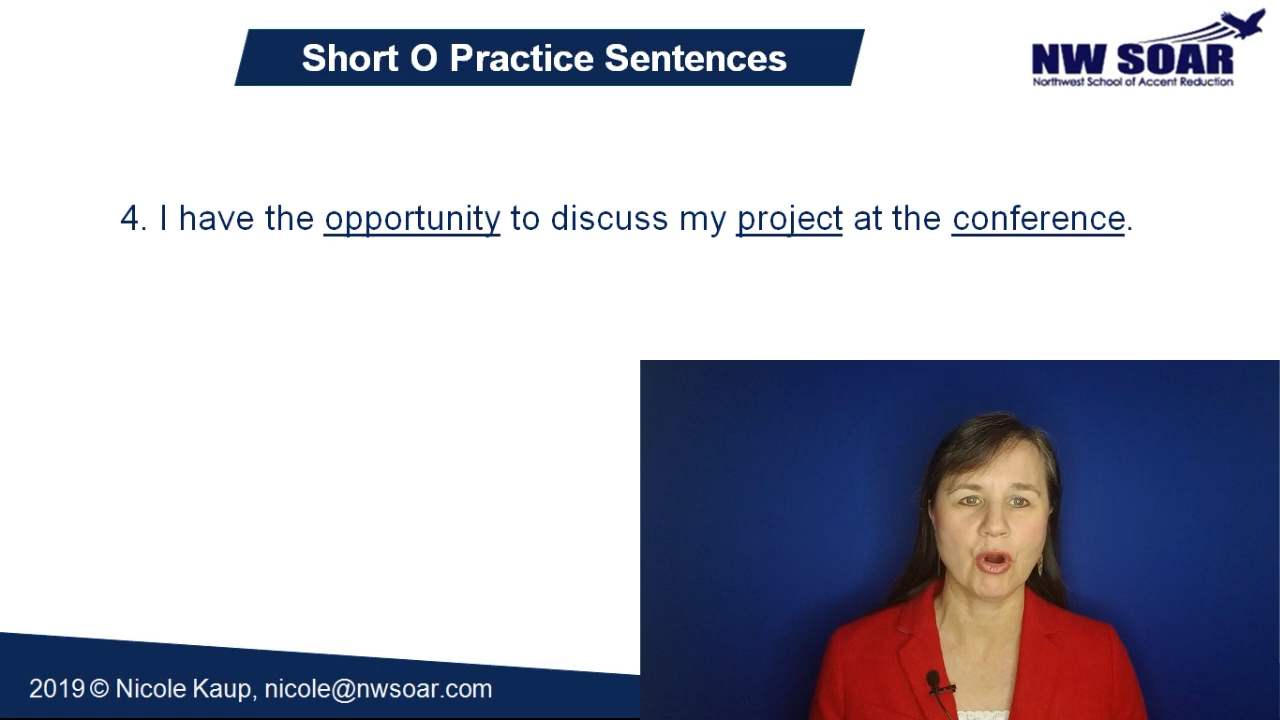 Short O Practice Sentences
NW SOAR
Northwest School of Accent Reduction
4. I have the opportunity to discuss my project at the conference.
2019 © Nicole Kaup, nicole@nwsoar.com